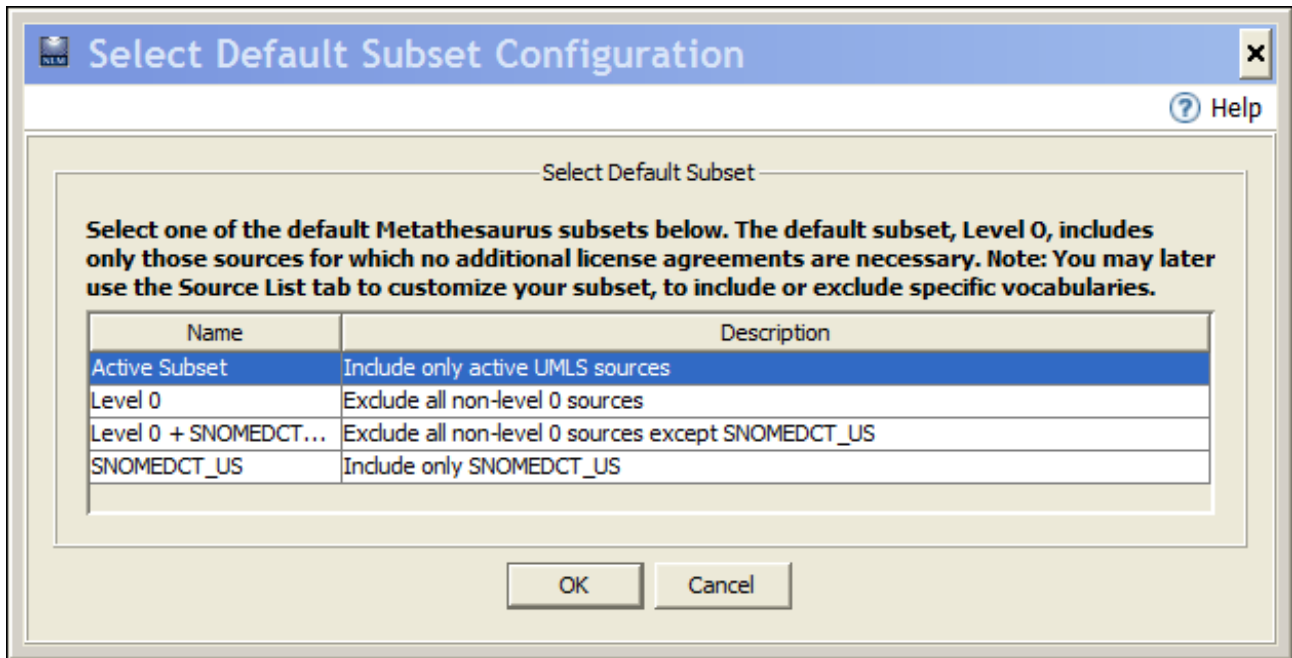 NLM
Select Default Subset Configuration
Help
Select Default Subset
Select one of the default Metathesaurus subsets below. The default subset, Level 0, includes
only those sources for which no additional license agreements are necessary. Note: You may later
use the Source List tab to customize your subset, to include or exclude specific vocabularies.
Name Description
Active Subset Include only active UMLS sources
Level 0 Exclude all non-level 0 sources
Level 0 + SNOMEDCT... Exclude all non-level 0 sources except SNOMEDCT_US
SNOMEDCT_US Include only SNOMEDCT_US
OK Cancel